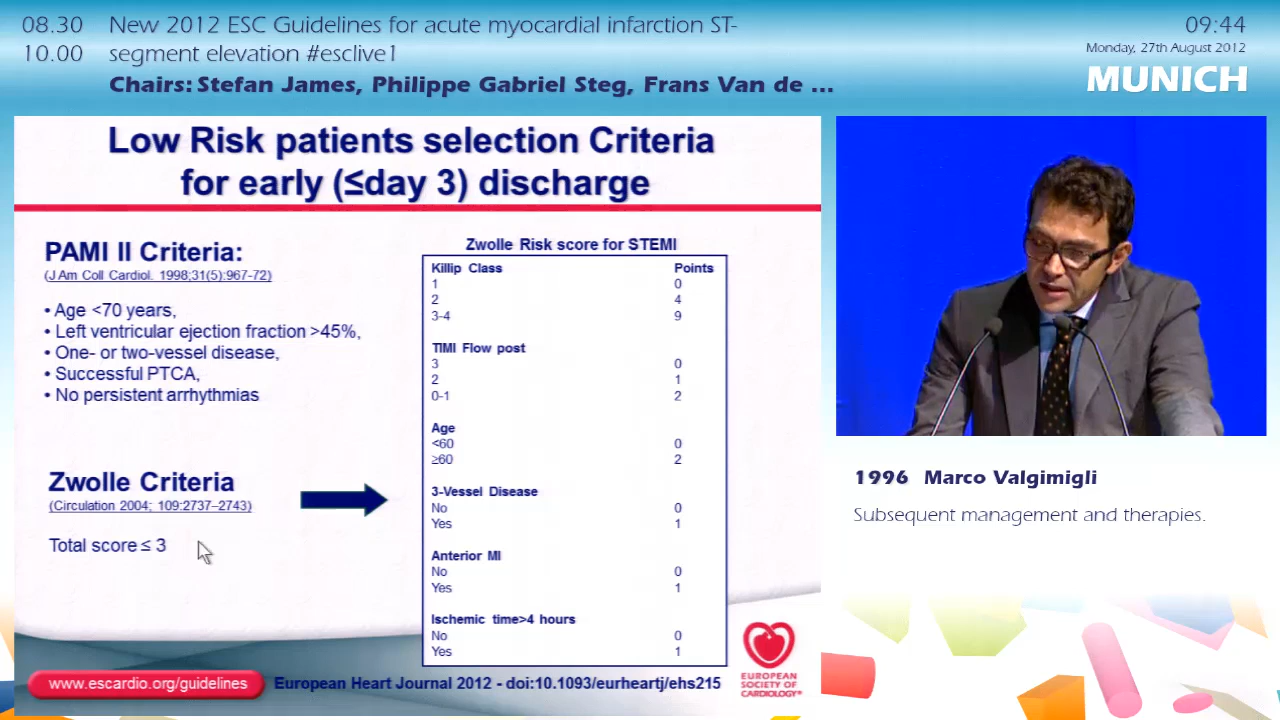 08.30
10.00
New 2012 ESC Guidelines for acute myocardial infarction ST-
segment elevation #esclive1
Chairs: Stefan James, Philippe Gabriel Steg, Frans Van de ...
09:44
Monday, 27th August 2012
MUNICH
Low Risk patients selection Criteria
for early (≤day 3) discharge
PAMI II Criteria:
(J Am Coll Cardiol. 1998;31(5):967-72)
• Age <70 years,
• Left ventricular ejection fraction >45%,
• One- or two-vessel disease,
• Successful PTCA,
• No persistent arrhythmias
Zwolle Criteria
(Circulation 2004; 109:2737–2743)
Total score ≤ 3
Zwolle Risk score for STEMI
Killip Class Points
1 0
2 4
3-4 9
TIMI Flow post
3 0
2 1
0-1 2
Age
<60 0
≥60 2
3-Vessel Disease
No 0
Yes 1
Anterior MI
No 0
Yes 1
Ischemic time>4 hours
No 0
Yes 1
www.escardio.org/guidelines
European Heart Journal 2012 - doi:10.1093/eurheartj/ehs215
EUROPEAN
SOCIETY OF
CARDIOLOGY®
1996 Marco Valgimigli
Subsequent management and therapies.